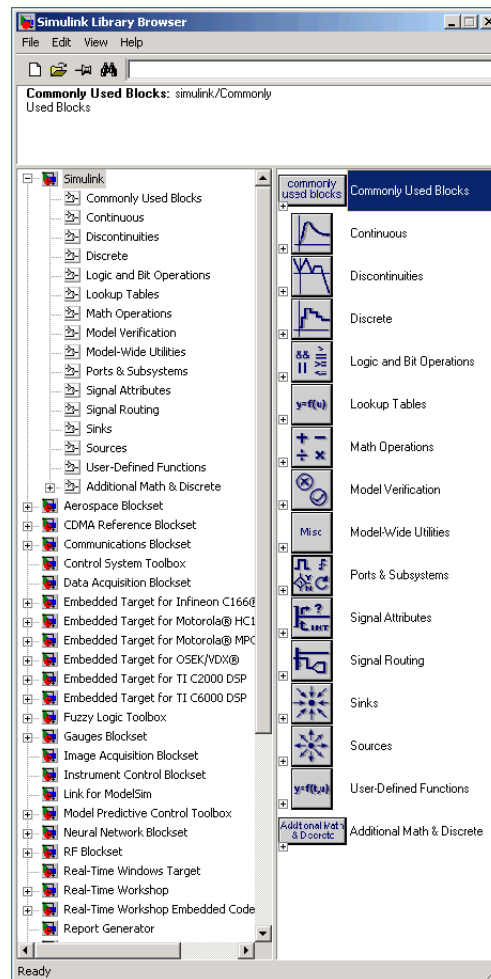 Simulink Library Browser
File Edit View Help
Commonly Used Blocks: simulink/Commonly
Used Blocks
Simulink
Commonly Used Blocks
Continuous
Discontinuities
Discrete
Logic and Bit Operations
Lookup Tables
Math Operations
Model Verification
Model-Wide Utilities
Ports & Subsystems
Signal Attributes
Signal Routing
Sinks
Sources
User-Defined Functions
Additional Math & Discrete
Aerospace Blockset
CDMA Reference Blockset
Communications Blockset
Control System Toolbox
Data Acquisition Blockset
Embedded Target for Infineon C166®
Embedded Target for Motorola® HC1
Embedded Target for Motorola® MPC
Embedded Target for OSEK/VDX®
Embedded Target for TI C2000 DSP
Embedded Target for TI C6000 DSP
Fuzzy Logic Toolbox
Gauges Blockset
Image Acquisition Blockset
Instrument Control Blockset
Link for ModelSim
Model Predictive Control Toolbox
Neural Network Blockset
RF Blockset
Real-Time Windows Target
Real-Time Workshop
Real-Time Workshop Embedded Code
Report Generator
commonly
used blocks
Commonly Used Blocks
Continuous
Discontinuities
Discrete
&& >=
|| <=
Logic and Bit Operations
y=f(u)
Lookup Tables
+ −
÷ ×
Math Operations
Model Verification
Misc
Model-Wide Utilities
Y
N
Ports & Subsystems
?
t INT
Signal Attributes
Signal Routing
Sinks
Sources
y=f(t,u)
User-Defined Functions
Additional Math
& Discrete
Additional Math & Discrete
Ready